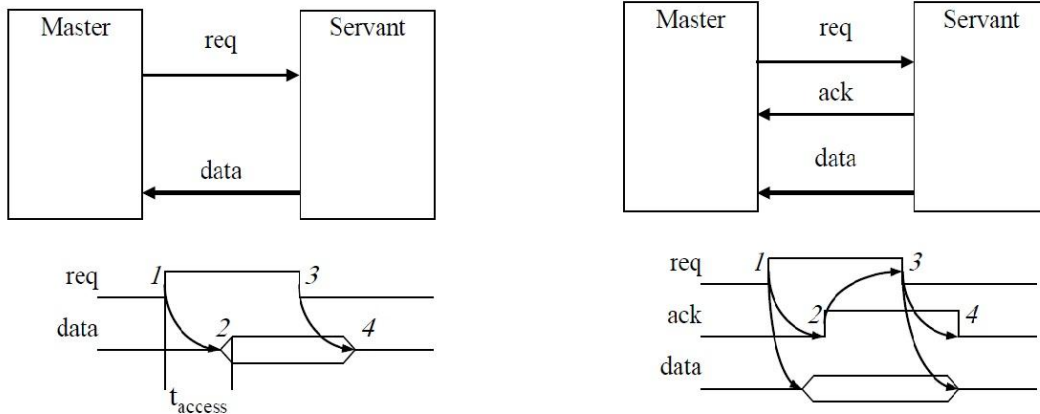 Master
req
Servant
data
req 1 3
data 2 4
t_access
Master
req
Servant
ack
data
req 1 3
ack 2 4
data